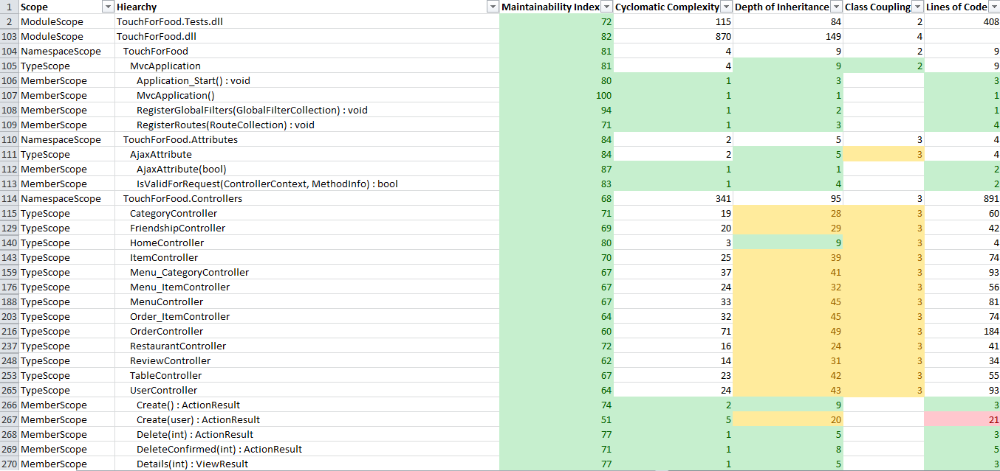 1 Scope Hiearchy Maintainability Index Cyclomatic Complexity Depth of Inheritance Class Coupling Lines of Code
2 ModuleScope TouchForFood.Tests.dll 72 115 84 2 408
103 ModuleScope TouchForFood.dll 82 870 149 4
104 NamespaceScope TouchForFood 81 4 9 2 9
105 TypeScope MvcApplication 81 4 9 2 9
106 MemberScope Application_Start() : void 80 1 3 3
107 MemberScope MvcApplication() 100 1 1 1
108 MemberScope RegisterGlobalFilters(GlobalFilterCollection) : void 94 1 2 1
109 MemberScope RegisterRoutes(RouteCollection) : void 71 1 3 4
110 NamespaceScope TouchForFood.Attributes 84 2 5 3 4
111 TypeScope AjaxAttribute 84 2 5 3 4
112 MemberScope AjaxAttribute(bool) 87 1 1 2
113 MemberScope IsValidForRequest(ControllerContext, MethodInfo) : bool 83 1 4 2
114 NamespaceScope TouchForFood.Controllers 68 341 95 3 891
115 TypeScope CategoryController 71 19 28 3 60
129 TypeScope FriendshipController 69 20 29 3 42
140 TypeScope HomeController 80 3 9 3 4
143 TypeScope ItemController 70 25 39 3 74
159 TypeScope Menu_CategoryController 67 37 41 3 93
176 TypeScope Menu_ItemController 67 24 32 3 56
188 TypeScope MenuController 67 33 45 3 81
203 TypeScope Order_ItemController 64 32 45 3 74
216 TypeScope OrderController 60 71 49 3 184
237 TypeScope RestaurantController 72 16 24 3 41
248 TypeScope ReviewController 62 14 31 3 34
253 TypeScope TableController 67 23 42 3 55
265 TypeScope UserController 64 24 43 3 93
266 MemberScope Create() : ActionResult 74 2 9 3
267 MemberScope Create(user) : ActionResult 51 5 20 21
268 MemberScope Delete(int) : ActionResult 77 1 5 3
269 MemberScope DeleteConfirmed(int) : ActionResult 71 1 8 5
270 MemberScope Details(int) : ViewResult 77 1 5 3